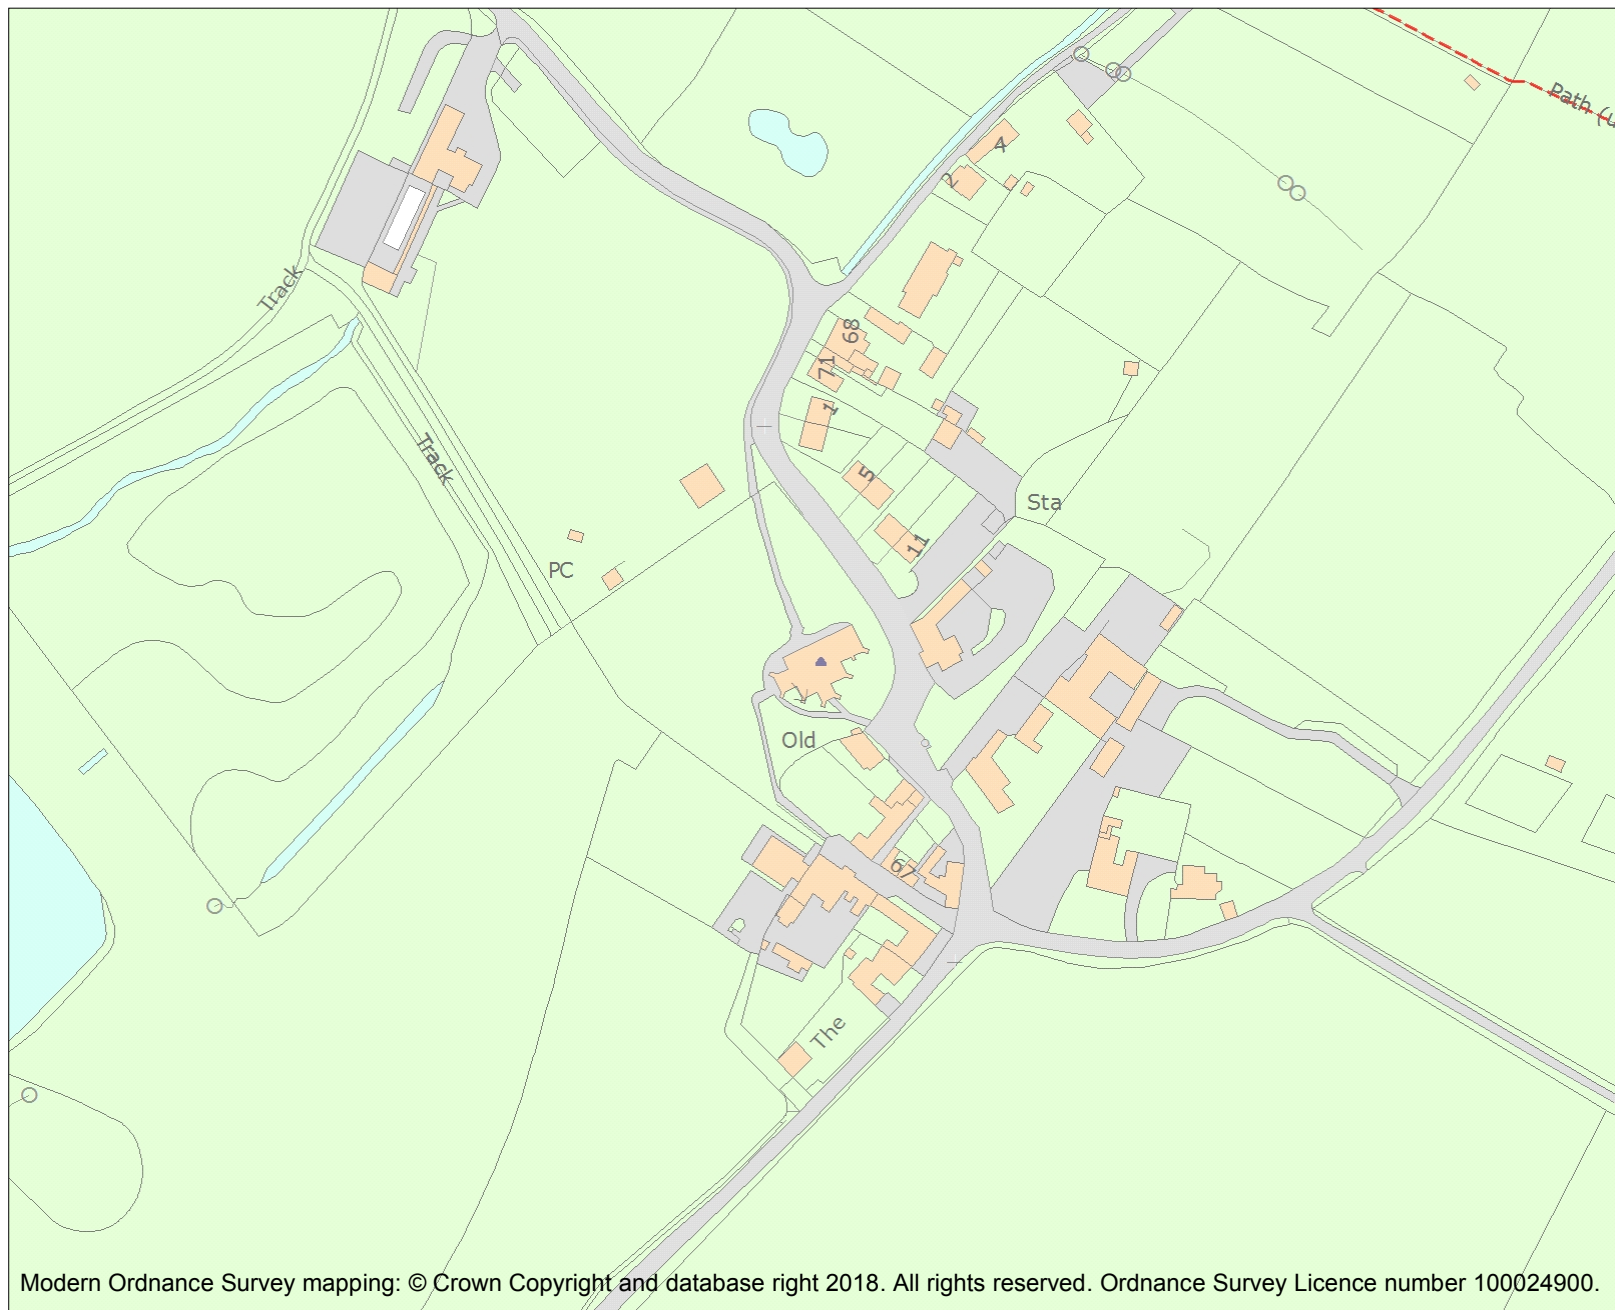 Path (u
4
2
Track
68
71
1
Track
5
Sta
11
PC
Old
67
The
Modern Ordnance Survey mapping: © Crown Copyright and database right 2018. All rights reserved. Ordnance Survey Licence number 100024900.